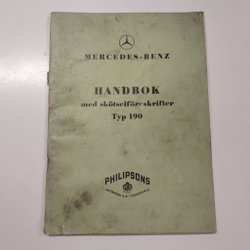 MERCEDES-BENZ
HANDBOK
med skötselföreskrifter
Typ 190
PHILIPSONS